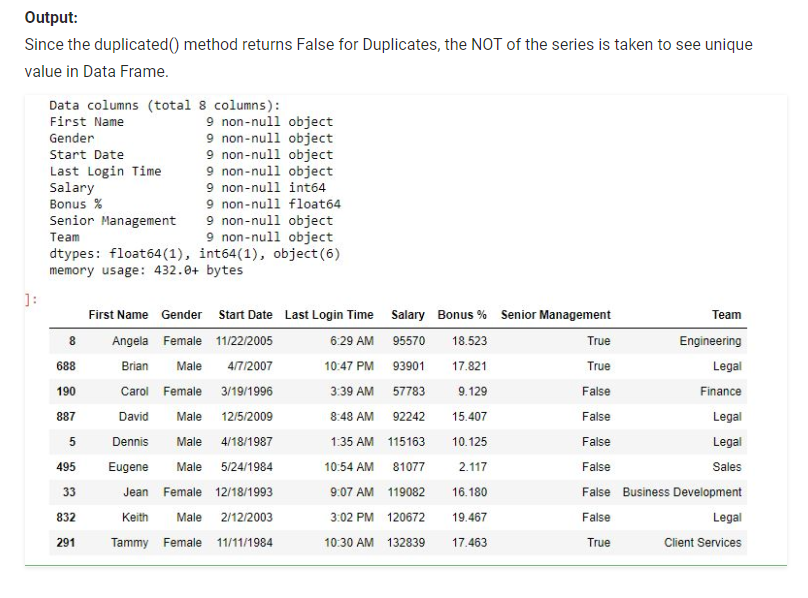 Output:
Since the duplicated() method returns False for Duplicates, the NOT of the series is taken to see unique
value in Data Frame.
Data columns (total 8 columns):
First Name 9 non-null object
Gender 9 non-null object
Start Date 9 non-null object
Last Login Time 9 non-null object
Salary 9 non-null int64
Bonus % 9 non-null float64
Senior Management 9 non-null object
Team 9 non-null object
dtypes: float64(1), int64(1), object(6)
memory usage: 432.0+ bytes
]:
First Name Gender Start Date Last Login Time Salary Bonus % Senior Management Team
8 Angela Female 11/22/2005 6:29 AM 95570 18.523 True Engineering
688 Brian Male 4/7/2007 10:47 PM 93901 17.821 True Legal
190 Carol Female 3/19/1996 3:39 AM 57783 9.129 False Finance
887 David Male 12/5/2009 8:48 AM 92242 15.407 False Legal
5 Dennis Male 4/18/1987 1:35 AM 115163 10.125 False Legal
495 Eugene Male 5/24/1984 10:54 AM 81077 2.117 False Sales
33 Jean Female 12/18/1993 9:07 AM 119082 16.180 False Business Development
832 Keith Male 2/12/2003 3:02 PM 120672 19.467 False Legal
291 Tammy Female 11/11/1984 10:30 AM 132839 17.463 True Client Services